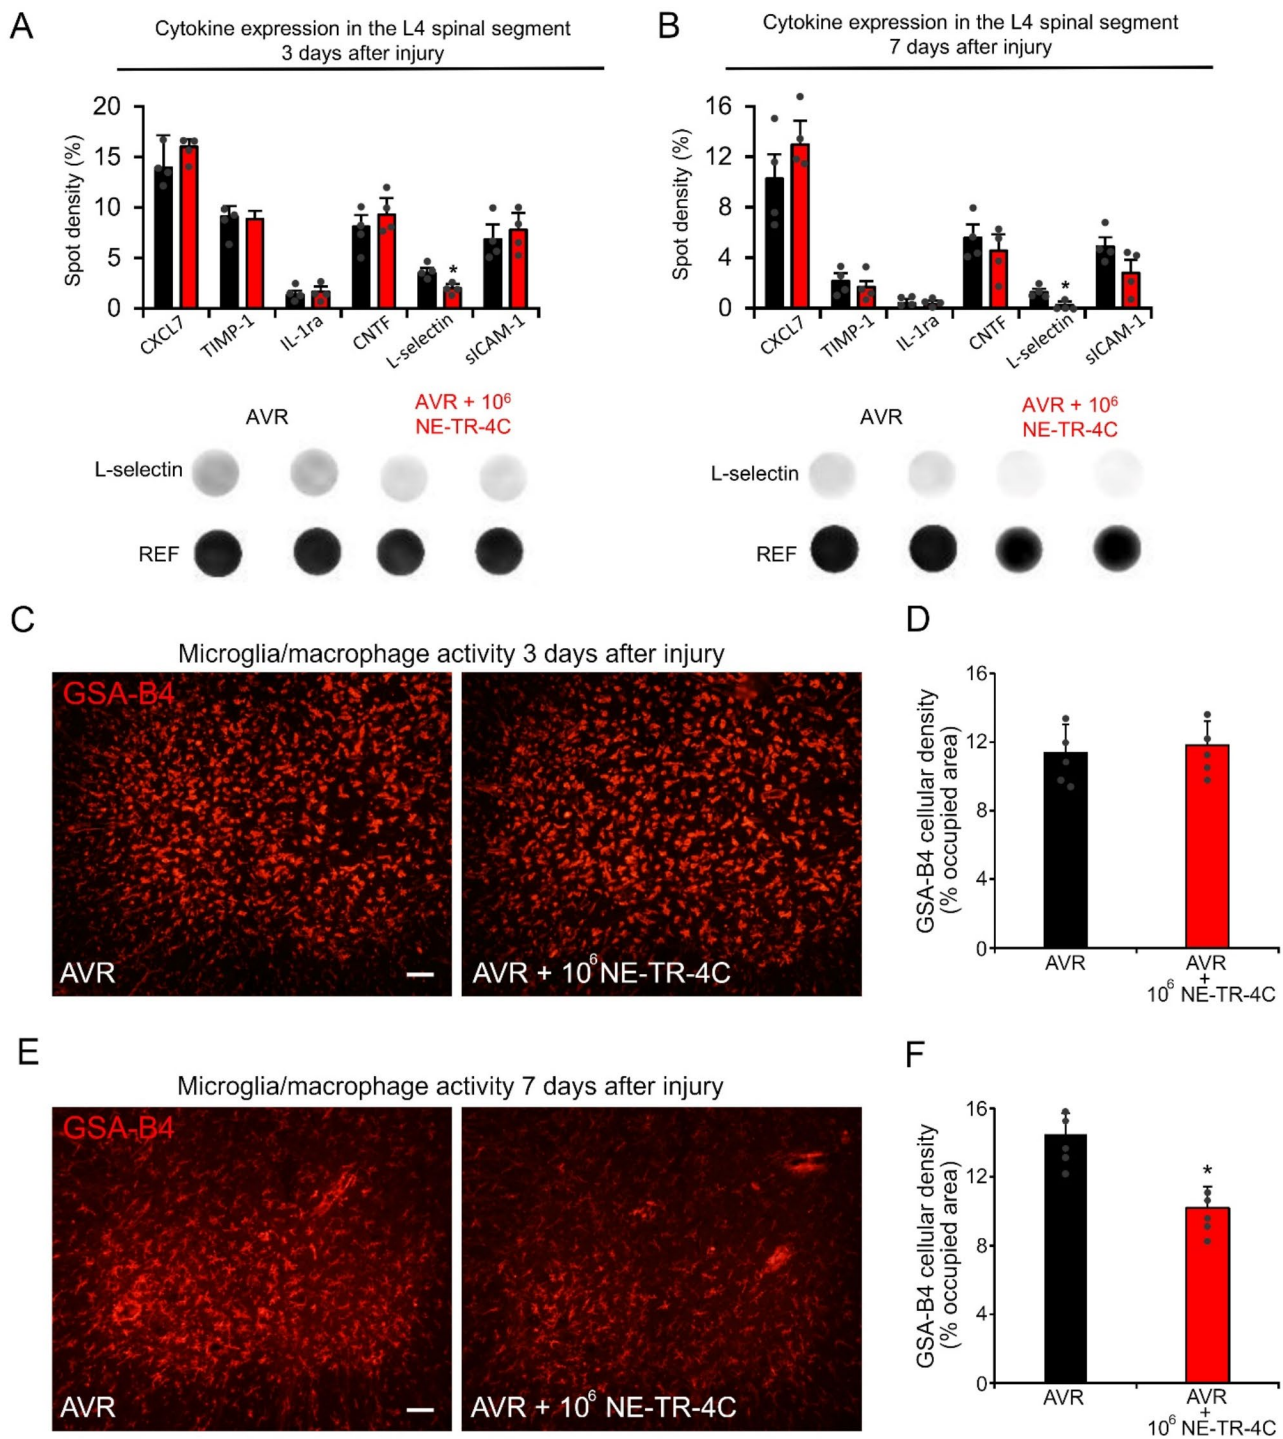 A
Cytokine expression in the L4 spinal segment
3 days after injury
20
15
10
5
0
Spot density (%)
CXCL7
TIMP-1
IL-1ra
CNTF
L-selectin
*
sICAM-1
AVR
AVR + 10⁶
NE-TR-4C
L-selectin
REF
B
Cytokine expression in the L4 spinal segment
7 days after injury
16
12
8
4
0
Spot density (%)
CXCL7
TIMP-1
IL-1ra
CNTF
L-selectin
*
sICAM-1
AVR
AVR + 10⁶
NE-TR-4C
L-selectin
REF
C
Microglia/macrophage activity 3 days after injury
GSA-B4
AVR
AVR + 10⁶ NE-TR-4C
D
16
12
8
4
0
GSA-B4 cellular density
(% occupied area)
AVR
AVR
+
10⁶ NE-TR-4C
E
Microglia/macrophage activity 7 days after injury
GSA-B4
AVR
AVR + 10⁶ NE-TR-4C
F
16
12
8
4
0
GSA-B4 cellular density
(% occupied area)
*
AVR
AVR
+
10⁶ NE-TR-4C